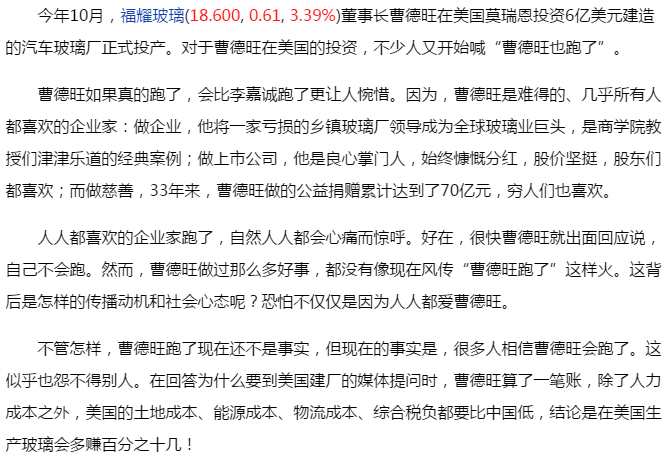 今年10月，福耀玻璃(18.600, 0.61, 3.39%)董事长曹德旺在美国莫瑞恩投资6亿美元建造
的汽车玻璃厂正式投产。对于曹德旺在美国的投资，不少人又开始喊“曹德旺也跑了”。
曹德旺如果真的跑了，会比李嘉诚跑了更让人惋惜。因为，曹德旺是难得的、几乎所有人
都喜欢的企业家：做企业，他将一家亏损的乡镇玻璃厂领导成为全球玻璃业巨头，是商学院教
授们津津乐道的经典案例；做上市公司，他是良心掌门人，始终慷慨分红，股价坚挺，股东们
都喜欢；而做慈善，33年来，曹德旺做的公益捐赠累计达到了70亿元，穷人们也喜欢。
人人都喜欢的企业家跑了，自然人人都会心痛而惊呼。好在，很快曹德旺就出面回应说，
自己不会跑。然而，曹德旺做过那么多好事，都没有像现在风传“曹德旺跑了”这样火。这背
后是怎样的传播动机和社会心态呢？恐怕不仅仅是因为人人都爱曹德旺。
不管怎样，曹德旺跑了现在还不是事实，但现在的事实是，很多人相信曹德旺会跑了。这
似乎也怨不得别人。在回答为什么要到美国建厂的媒体提问时，曹德旺算了一笔账，除了人力
成本之外，美国的土地成本、能源成本、物流成本、综合税负都要比中国低，结论是在美国生
产玻璃会多赚百分之十几！